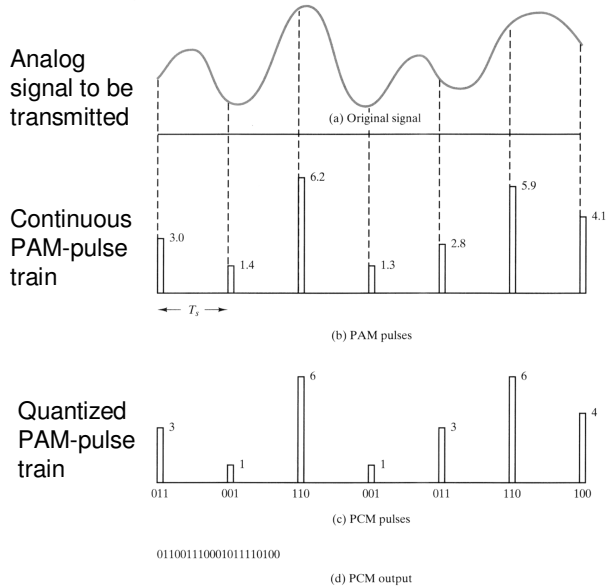 Analog
signal to be
transmitted
(a) Original signal
Continuous
PAM-pulse
train
3.0
1.4
6.2
1.3
2.8
5.9
4.1
T_s
(b) PAM pulses
Quantized
PAM-pulse
train
3
1
6
1
3
6
4
011 001 110 001 011 110 100
(c) PCM pulses
011001110001011110100
(d) PCM output